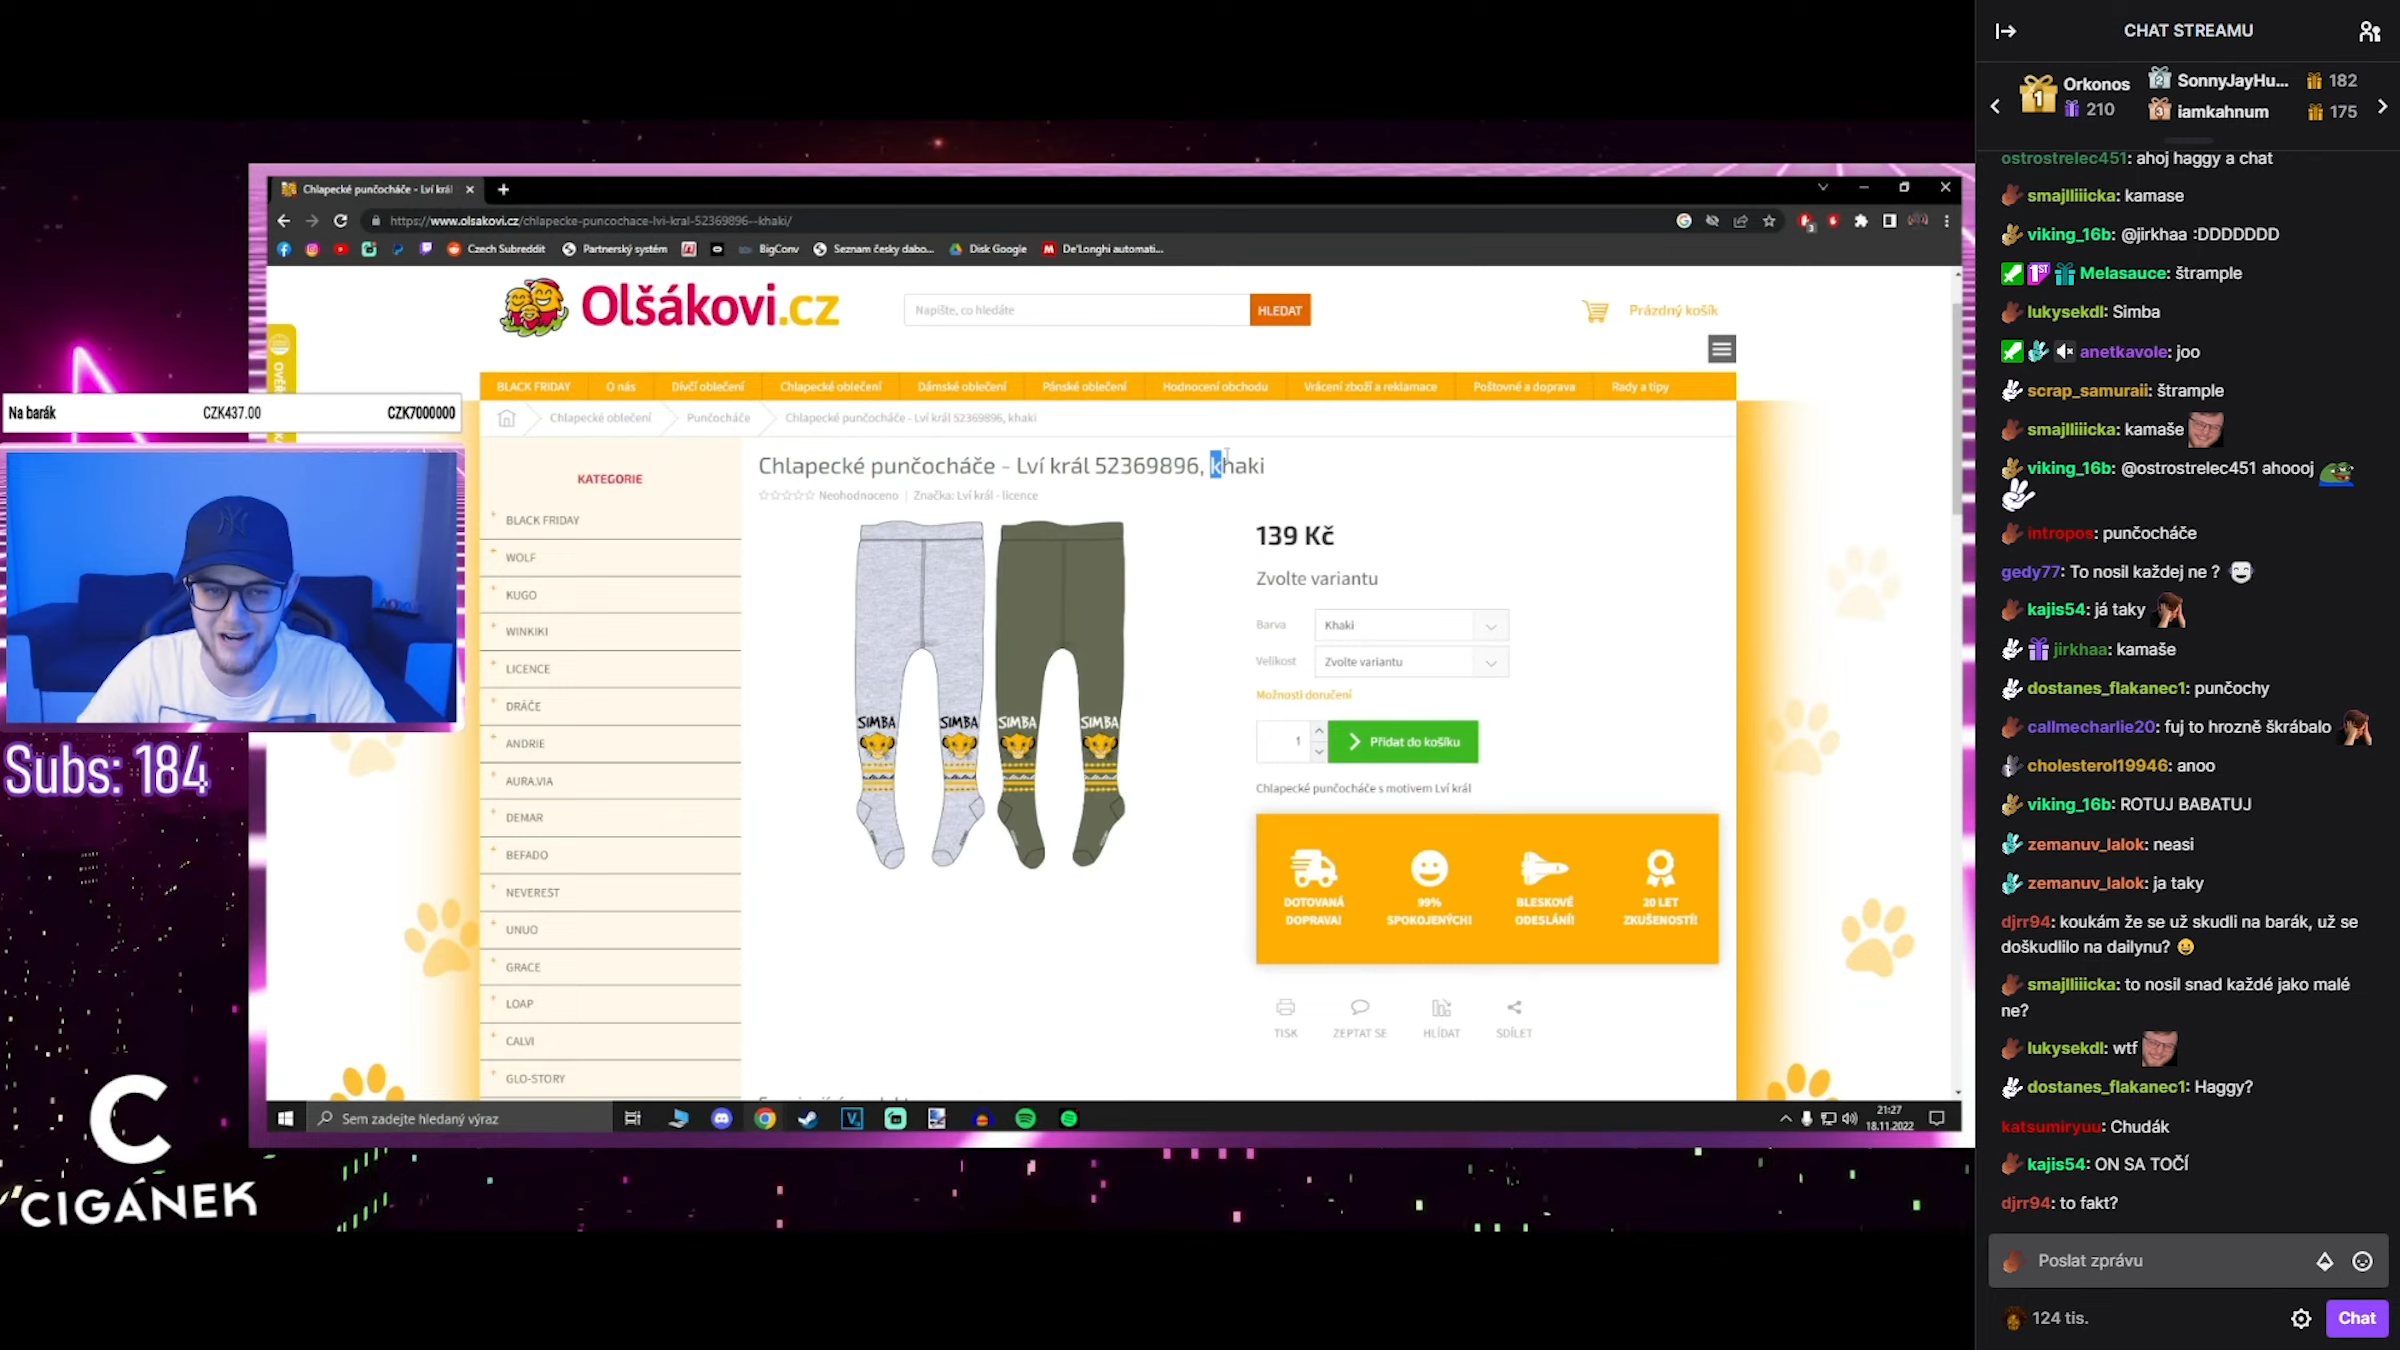 Chlapecké punčocháče - Lví král
https://www.olsakovi.cz/chlapecke-puncochace-lvi-kral-52369896--khaki/
Czech Subreddit
Partnerský systém
BigConv
Seznam česky dabo...
Disk Google
De'Longhi automati...
Olšákovi.cz
Napište, co hledáte
HLEDAT
Prázdný košík
BLACK FRIDAY
O nás
Dívčí oblečení
Chlapecké oblečení
Dámské oblečení
Pánské oblečení
Hodnocení obchodu
Vrácení zboží a reklamace
Poštovné a doprava
Rady a tipy
Chlapecké oblečení
Punčocháče
Chlapecké punčocháče - Lví král 52369896, khaki
Na barák CZK437.00 CZK7000000
Subs: 184
CIGÁNEK
KATEGORIE
BLACK FRIDAY
WOLF
KUGO
WINKIKI
LICENCE
DRÁČE
ANDRIE
AURA.VIA
DEMAR
BEFADO
NEVEREST
UNUO
GRACE
LOAP
CALVI
GLO-STORY
Chlapecké punčocháče - Lví král 52369896, khaki
Neohodnoceno | Značka: Lví král - licence
SIMBA SIMBA SIMBA SIMBA
139 Kč
Zvolte variantu
Barva Khaki
Velikost Zvolte variantu
Možnosti doručení
1
Přidat do košíku
Chlapecké punčocháče s motivem Lví král
DOTOVANÁ
DOPRAVA!
99%
SPOKOJENÝCH!
BLESKOVÉ
ODESLÁNÍ!
20 LET
ZKUŠENOSTÍ!
TISK
ZEPTAT SE
HLÍDAT
SDÍLET
Sem zadejte hledaný výraz
21:27
18.11.2022
CHAT STREAMU
1 Orkonos
210
2 SonnyJayHu... 182
3 iamkahnum 175
ostrostrelec451: ahoj haggy a chat
smajlliiicka: kamase
viking_16b: @jirkhaa :DDDDDDD
1ST Melasauce: štrample
lukysekdl: Simba
anetkavole: joo
scrap_samuraii: štrample
smajlliiicka: kamaše
viking_16b: @ostrostrelec451 ahoooj
intropos: punčocháče
gedy77: To nosil každej ne ?
kajis54: já taky
jirkhaa: kamaše
dostanes_flakanec1: punčochy
callmecharlie20: fuj to hrozně škrábalo
cholesterol19946: anoo
viking_16b: ROTUJ BABATUJ
zemanuv_lalok: neasi
zemanuv_lalok: ja taky
djrr94: koukám že se už skudli na barák, už se
doškudlilo na dailynu?
smajlliiicka: to nosil snad každé jako malé
ne?
lukysekdl: wtf
dostanes_flakanec1: Haggy?
katsumiryuu: Chudák
kajis54: ON SA TOČÍ
djrr94: to fakt?
Poslat zprávu
124 tis.
Chat